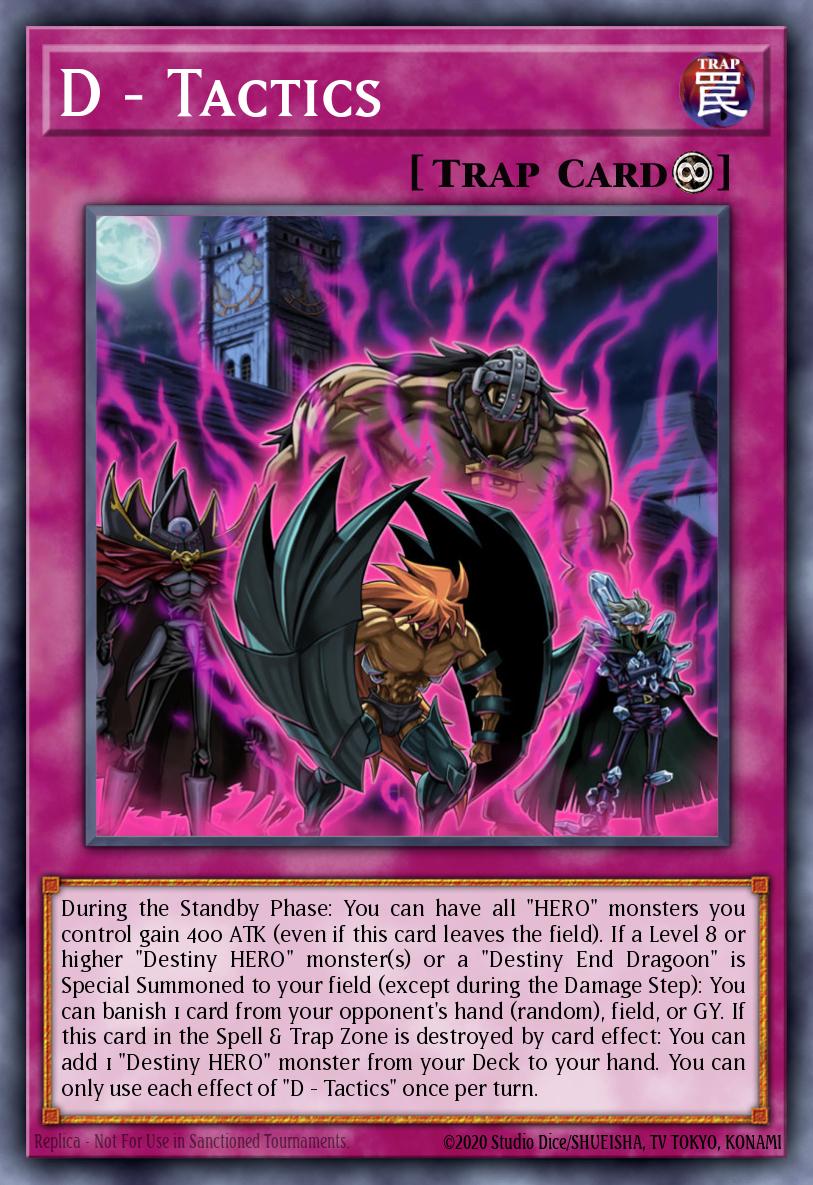 D - Tactics
TRAP
罠
[ Trap Card ]
During the Standby Phase: You can have all "HERO" monsters you
control gain 400 ATK (even if this card leaves the field). If a Level 8 or
higher "Destiny HERO" monster(s) or a "Destiny End Dragoon" is
Special Summoned to your field (except during the Damage Step): You
can banish 1 card from your opponent's hand (random), field, or GY. If
this card in the Spell & Trap Zone is destroyed by card effect: You can
add 1 "Destiny HERO" monster from your Deck to your hand. You can
only use each effect of "D - Tactics" once per turn.
Replica - Not For Use in Sanctioned Tournaments.
©2020 Studio Dice/SHUEISHA, TV TOKYO, KONAMI